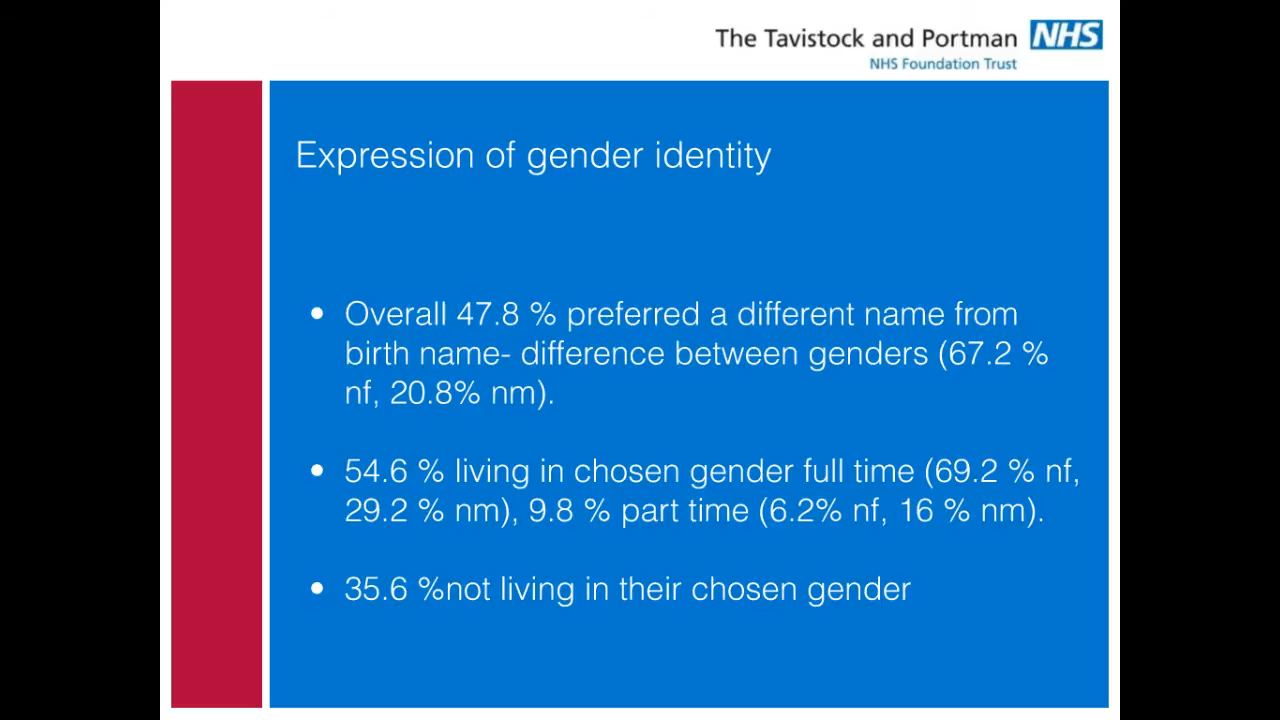 The Tavistock and Portman NHS
NHS Foundation Trust
Expression of gender identity
• Overall 47.8 % preferred a different name from
birth name- difference between genders (67.2 %
nf, 20.8% nm).
• 54.6 % living in chosen gender full time (69.2 % nf,
29.2 % nm), 9.8 % part time (6.2% nf, 16 % nm).
• 35.6 %not living in their chosen gender